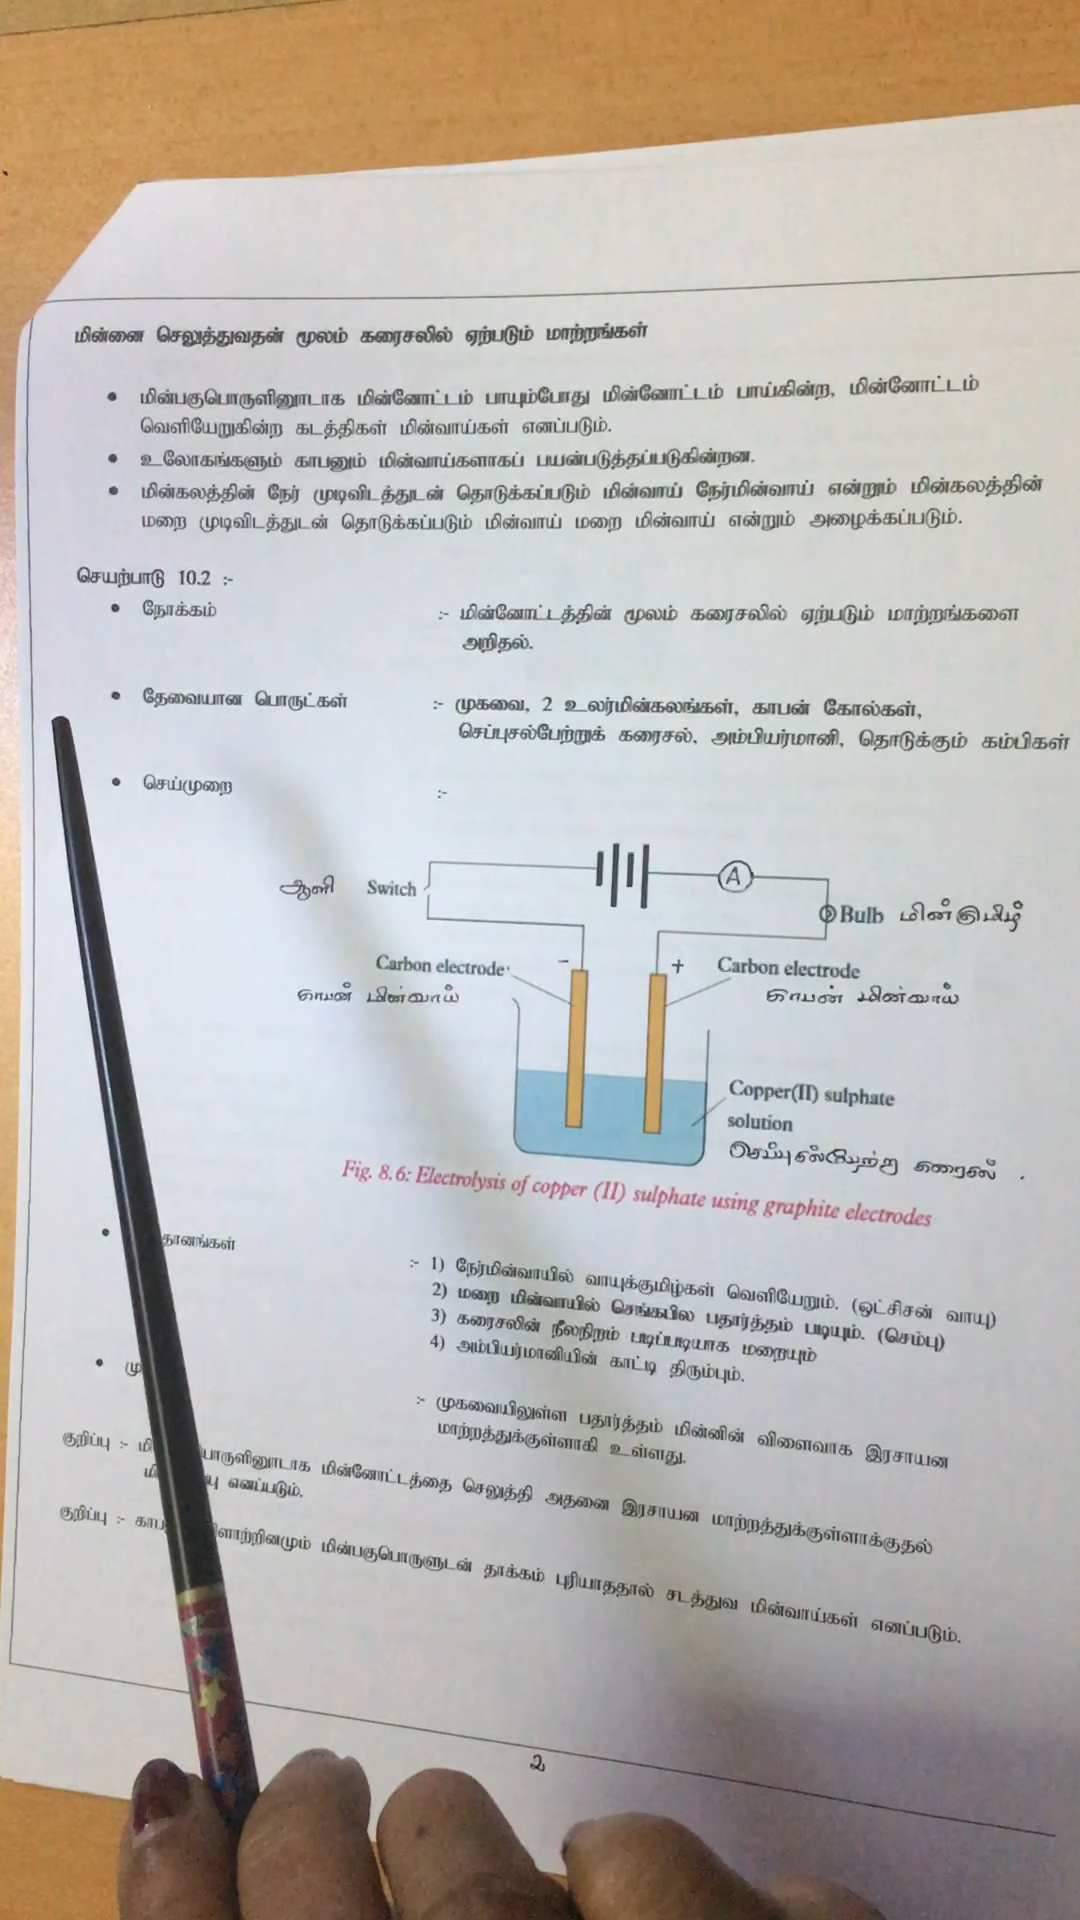 மின்னை செலுத்துவதன் மூலம் கரைசலில் ஏற்படும் மாற்றங்கள்
• மின்பகுபொருளினூடாக மின்னோட்டம் பாயும்போது மின்னோட்டம் பாய்கின்ற, மின்னோட்டம்
வெளியேறுகின்ற கடத்திகள் மின்வாய்கள் எனப்படும்.
• உலோகங்களும் காபனும் மின்வாய்களாகப் பயன்படுத்தப்படுகின்றன.
• மின்கலத்தின் நேர் முடிவிடத்துடன் தொடுக்கப்படும் மின்வாய் நேர்மின்வாய் என்றும் மின்கலத்தின்
மறை முடிவிடத்துடன் தொடுக்கப்படும் மின்வாய் மறை மின்வாய் என்றும் அழைக்கப்படும்.
செயற்பாடு 10.2 :-
• நோக்கம் :- மின்னோட்டத்தின் மூலம் கரைசலில் ஏற்படும் மாற்றங்களை
அறிதல்.
• தேவையான பொருட்கள் :- முகவை, 2 உலர்மின்கலங்கள், காபன் கோல்கள்,
செப்புசல்பேற்றுக் கரைசல், அம்பியர்மானி, தொடுக்கும் கம்பிகள்
• செய்முறை :-
A
ஆளி Switch
Bulb மின்குமிழ்
Carbon electrode - + Carbon electrode
காபன் மின்வாய் காபன் மின்வாய்
Copper(II) sulphate
solution
செப்புசல்பேற்று கரைசல்
Fig. 8.6: Electrolysis of copper (II) sulphate using graphite electrodes
• தானங்கள் :- 1) நேர்மின்வாயில் வாயுக்குமிழ்கள் வெளியேறும். (ஒட்சிசன் வாயு)
2) மறை மின்வாயில் செங்கபில பதார்த்தம் படியும். (செம்பு)
3) கரைசலின் நீலநிறம் படிப்படியாக மறையும்
4) அம்பியர்மானியின் காட்டி திரும்பும்.
• மு :- முகவையிலுள்ள பதார்த்தம் மின்னின் விளைவாக இரசாயன
மாற்றத்துக்குள்ளாகி உள்ளது.
குறிப்பு :- மி பொருளினூடாக மின்னோட்டத்தை செலுத்தி அதனை இரசாயன மாற்றத்துக்குள்ளாக்குதல்
மி பு எனப்படும்.
குறிப்பு :- காப ளாற்றினமும் மின்பகுபொருளுடன் தாக்கம் புரியாததால் சடத்துவ மின்வாய்கள் எனப்படும்.
2